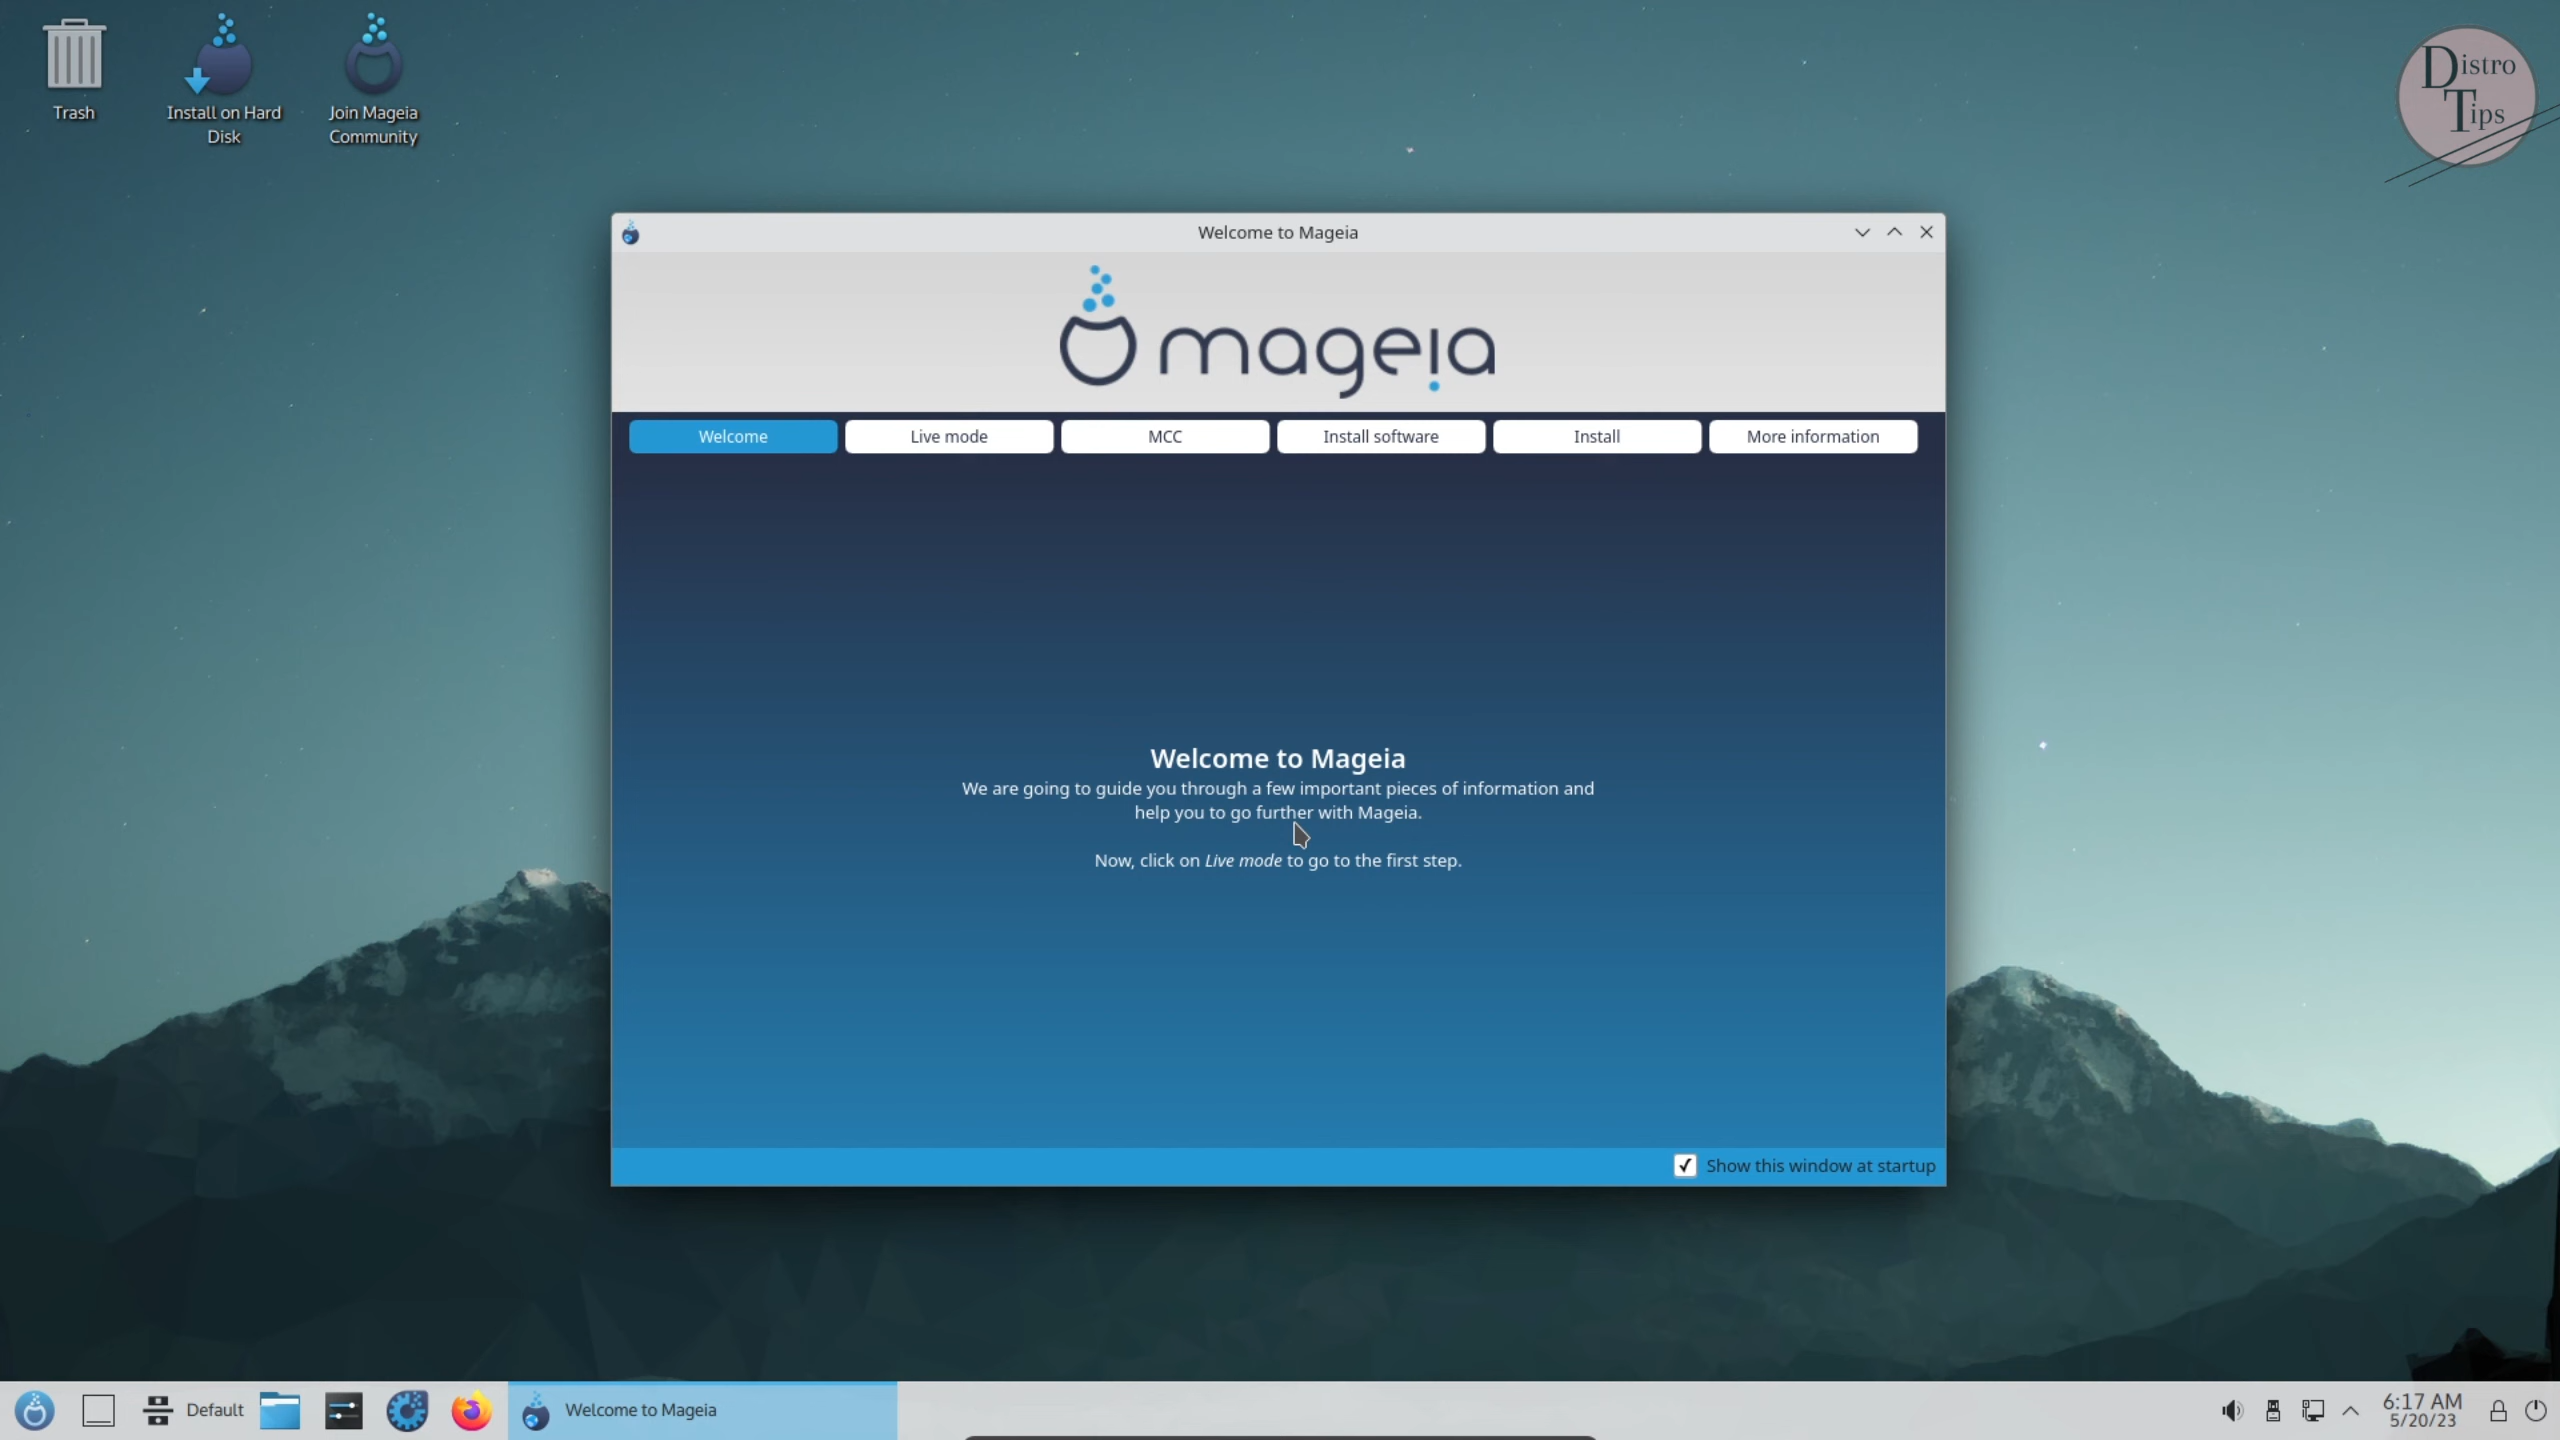 Trash
Install on Hard
Disk
Join Mageia
Community
Distro
Tips
Welcome to Mageia
mageia
Welcome
Live mode
MCC
Install software
Install
More information
Welcome to Mageia
We are going to guide you through a few important pieces of information and
help you to go further with Mageia.
Now, click on Live mode to go to the first step.
Show this window at startup
Default
Welcome to Mageia
6:17 AM
5/20/23